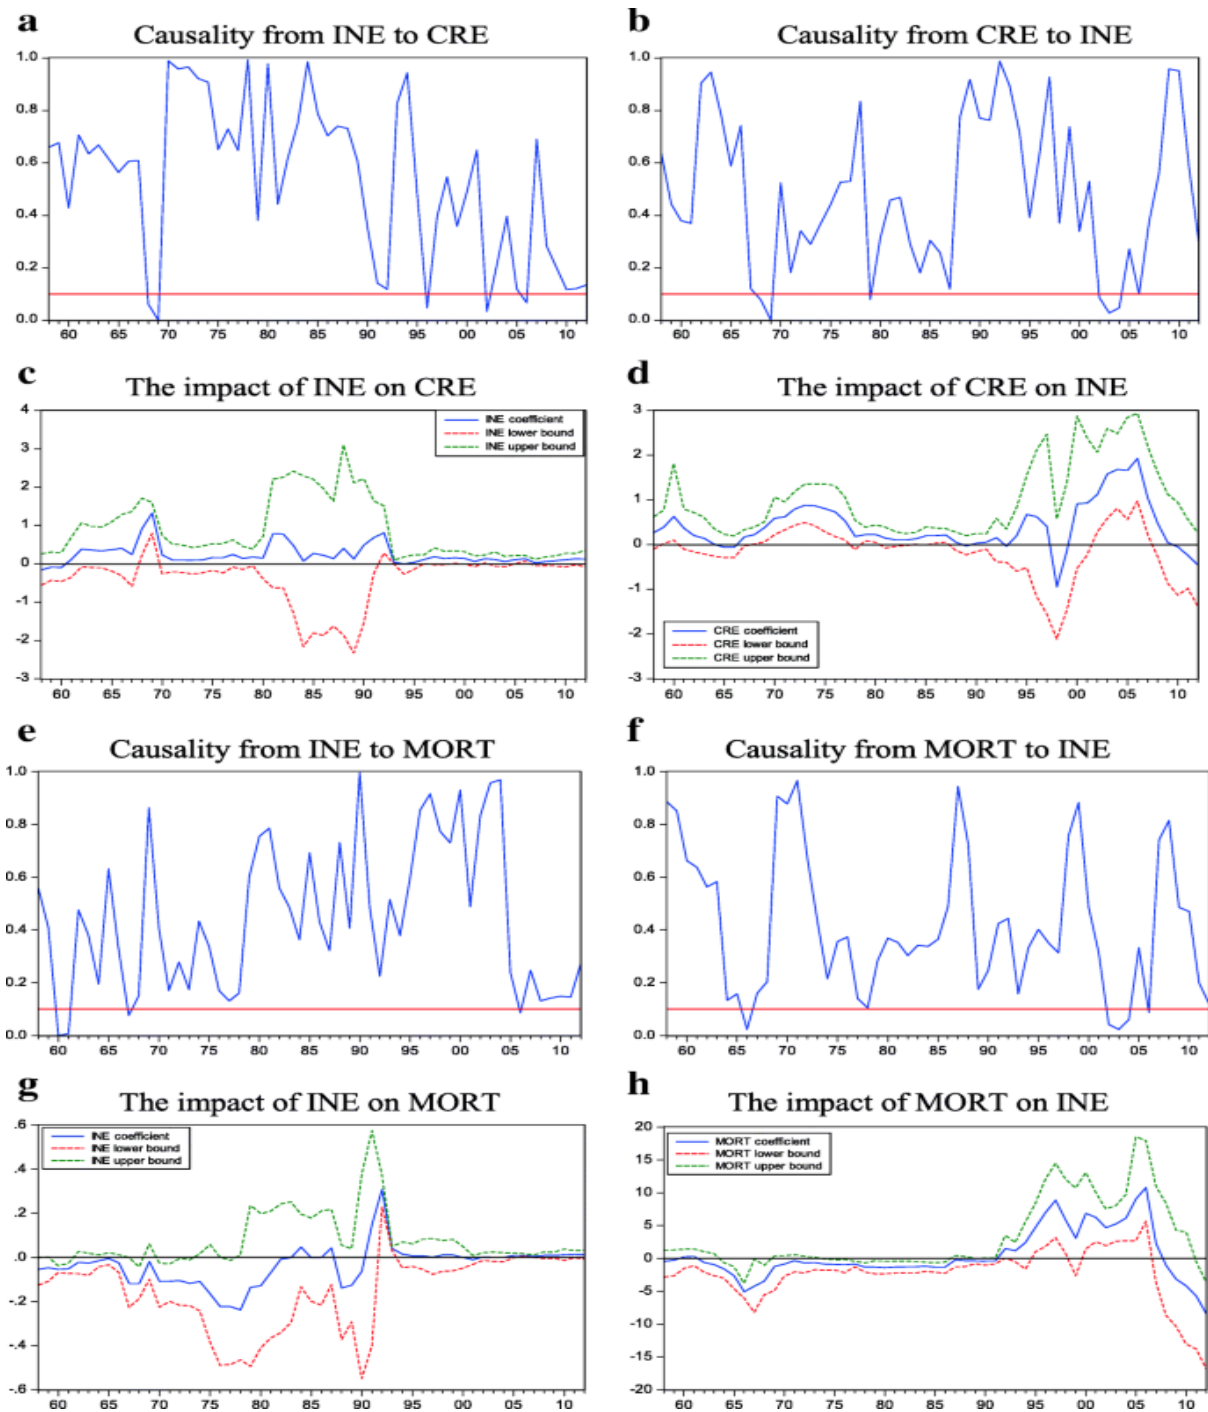 a
Causality from INE to CRE
1.0
0.8
0.6
0.4
0.2
0.0
60 65 70 75 80 85 90 95 00 05 10
b
Causality from CRE to INE
1.0
0.8
0.6
0.4
0.2
0.0
60 65 70 75 80 85 90 95 00 05 10
c
The impact of INE on CRE
4
3
2
1
0
-1
-2
-3
INE coefficient
INE lower bound
INE upper bound
60 65 70 75 80 85 90 95 00 05 10
d
The impact of CRE on INE
3
2
1
0
-1
-2
-3
CRE coefficient
CRE lower bound
CRE upper bound
60 65 70 75 80 85 90 95 00 05 10
e
Causality from INE to MORT
1.0
0.8
0.6
0.4
0.2
0.0
60 65 70 75 80 85 90 95 00 05 10
f
Causality from MORT to INE
1.0
0.8
0.6
0.4
0.2
0.0
60 65 70 75 80 85 90 95 00 05 10
g
The impact of INE on MORT
.6
.4
.2
.0
-.2
-.4
-.6
INE coefficient
INE lower bound
INE upper bound
60 65 70 75 80 85 90 95 00 05 10
h
The impact of MORT on INE
20
15
10
5
0
-5
-10
-15
-20
MORT coefficient
MORT lower bound
MORT upper bound
60 65 70 75 80 85 90 95 00 05 10